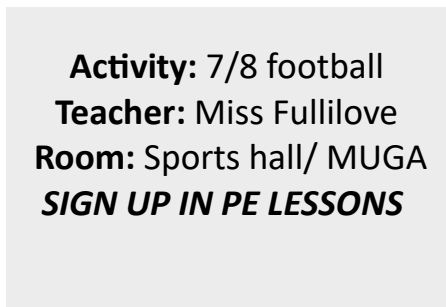 Activity: 7/8 football
Teacher: Miss Fullilove
Room: Sports hall/ MUGA
SIGN UP IN PE LESSONS